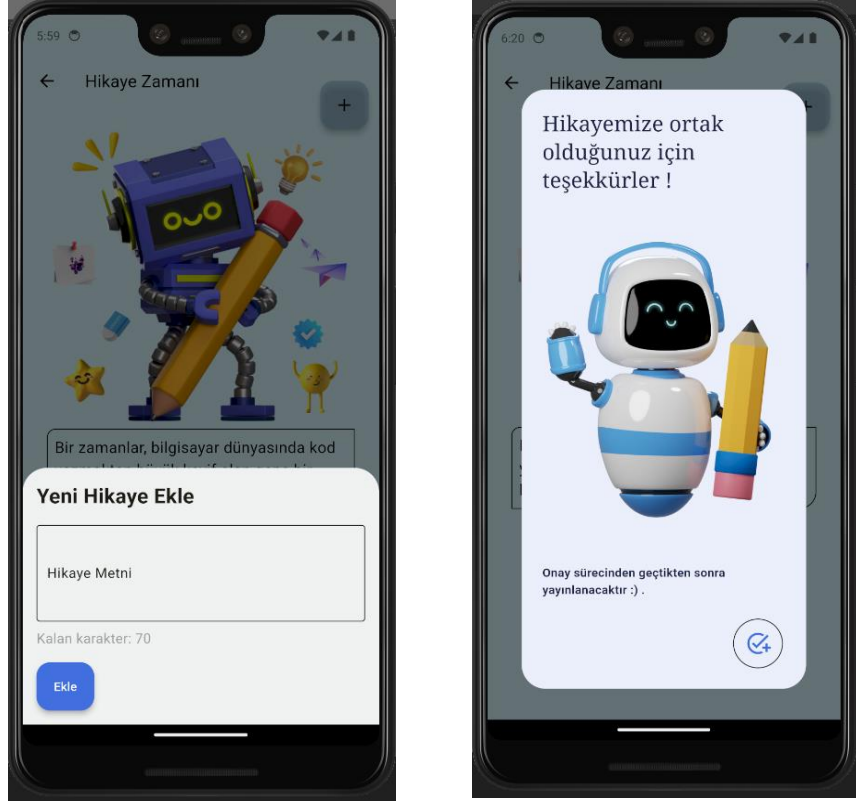 5:59
Hikaye Zamanı
+
Bir zamanlar, bilgisayar dünyasında kod
Yeni Hikaye Ekle
Hikaye Metni
Kalan karakter: 70
Ekle
6:20
Hikaye Zamanı
Hikayemize ortak
olduğunuz için
teşekkürler !
Onay sürecinden geçtikten sonra
yayınlanacaktır :) .